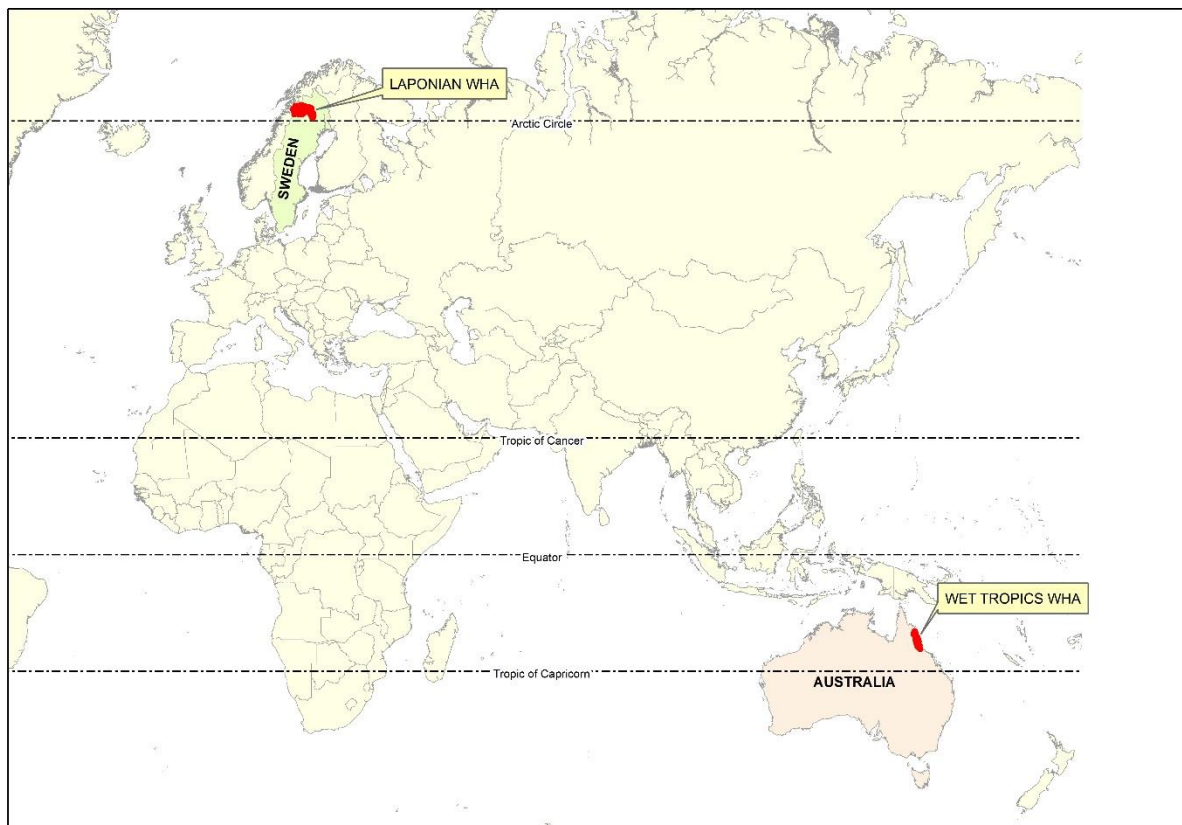 LAPONIAN WHA
Arctic Circle
SWEDEN
Tropic of Cancer
Equator
WET TROPICS WHA
Tropic of Capricorn
AUSTRALIA